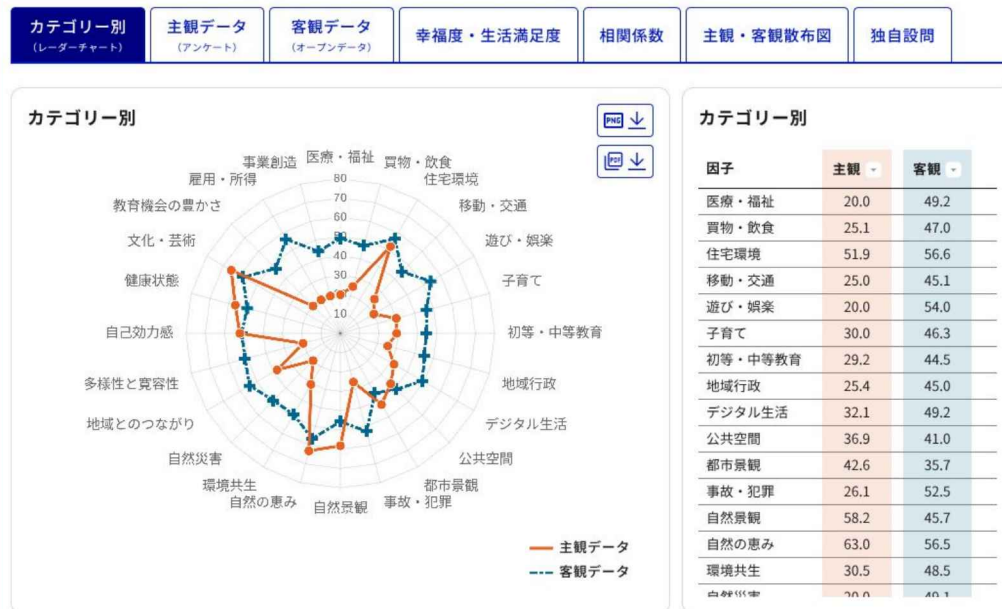 カテゴリー別
(レーダーチャート)
主観データ
(アンケート)
客観データ
(オープンデータ)
幸福度・生活満足度
相関係数
主観・客観散布図
独自設問
カテゴリー別
PNG
PDF
医療・福祉
買物・飲食
住宅環境
移動・交通
遊び・娯楽
子育て
初等・中等教育
地域行政
デジタル生活
公共空間
都市景観
事故・犯罪
自然景観
自然の恵み
環境共生
自然災害
地域とのつながり
多様性と寛容性
自己効力感
健康状態
文化・芸術
教育機会の豊かさ
雇用・所得
事業創造
80
70
60
50
40
30
20
10
主観データ
客観データ
カテゴリー別
因子 主観 客観
医療・福祉 20.0 49.2
買物・飲食 25.1 47.0
住宅環境 51.9 56.6
移動・交通 25.0 45.1
遊び・娯楽 20.0 54.0
子育て 30.0 46.3
初等・中等教育 29.2 44.5
地域行政 25.4 45.0
デジタル生活 32.1 49.2
公共空間 36.9 41.0
都市景観 42.6 35.7
事故・犯罪 26.1 52.5
自然景観 58.2 45.7
自然の恵み 63.0 56.5
環境共生 30.5 48.5
自然災害 20.0 49.1